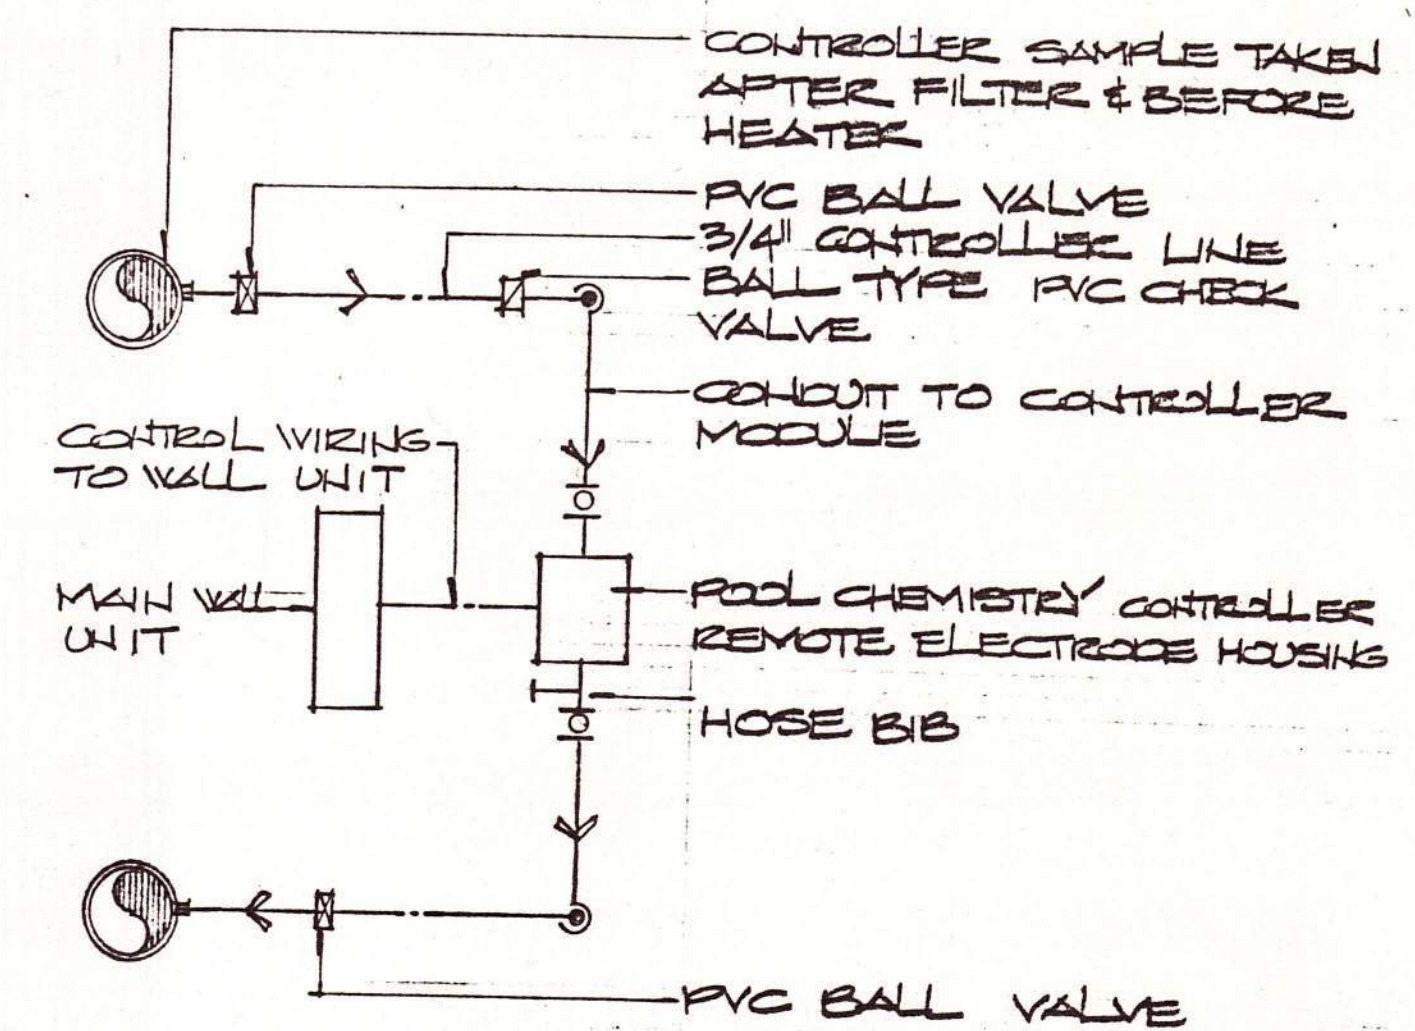 CONTROLLER SAMPLE TAKEN
AFTER FILTER & BEFORE
HEATER
PVC BALL VALVE
3/4" CONTROLLER LINE
BALL TYPE PVC CHECK
VALVE
CONDUIT TO CONTROLLER
MODULE
CONTROL WIRING
TO WALL UNIT
MAIN WALL
UNIT
POOL CHEMISTRY CONTROLLER
REMOTE ELECTRODE HOUSING
HOSE BIB
PVC BALL VALVE